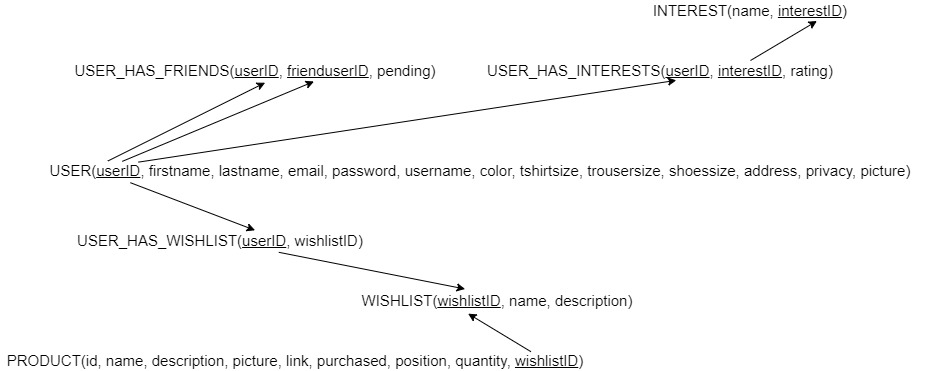 INTEREST(name, interestID)
USER_HAS_FRIENDS(userID, frienduserID, pending)
USER_HAS_INTERESTS(userID, interestID, rating)
USER(userID, firstname, lastname, email, password, username, color, tshirtsize, trousersize, shoessize, address, privacy, picture)
USER_HAS_WISHLIST(userID, wishlistID)
WISHLIST(wishlistID, name, description)
PRODUCT(id, name, description, picture, link, purchased, position, quantity, wishlistID)